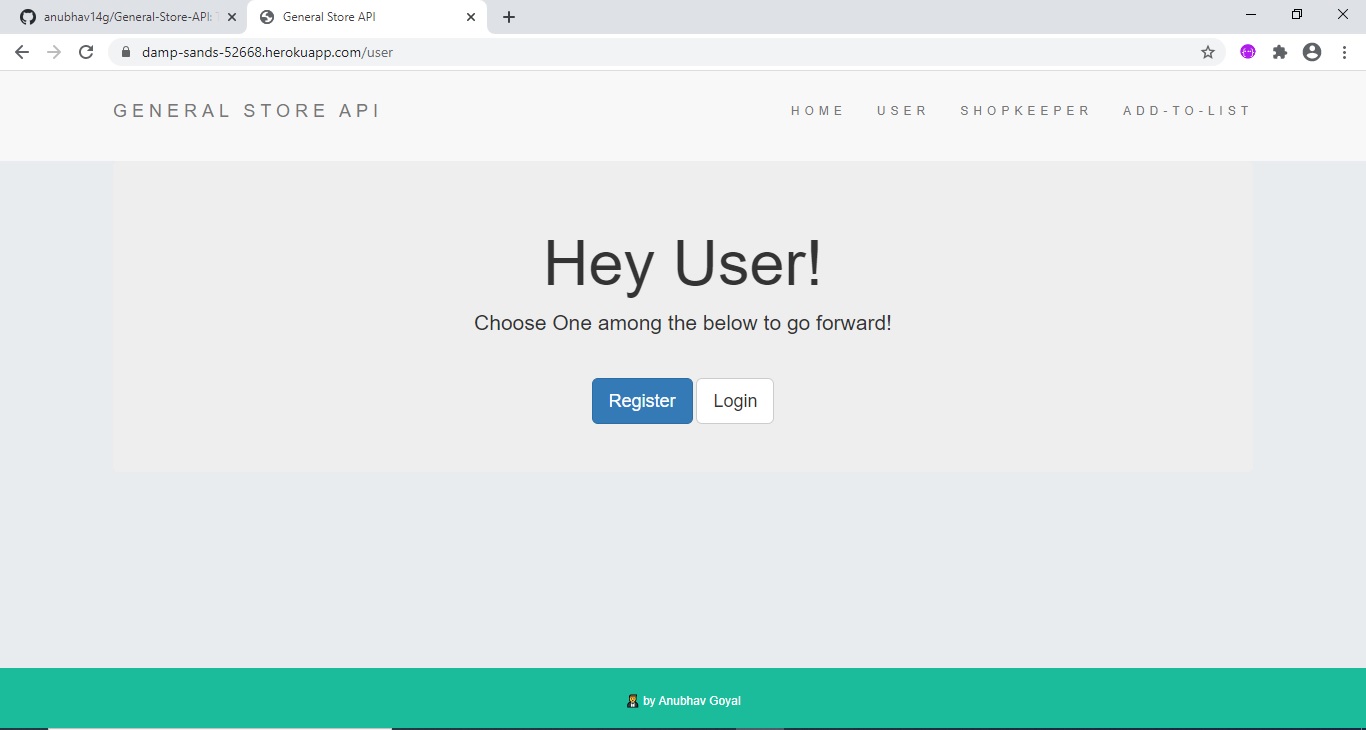 anubhav14g/General-Store-API:
General Store API
damp-sands-52668.herokuapp.com/user
GENERAL STORE API
HOME USER SHOPKEEPER ADD-TO-LIST
Hey User!
Choose One among the below to go forward!
Register Login
by Anubhav Goyal